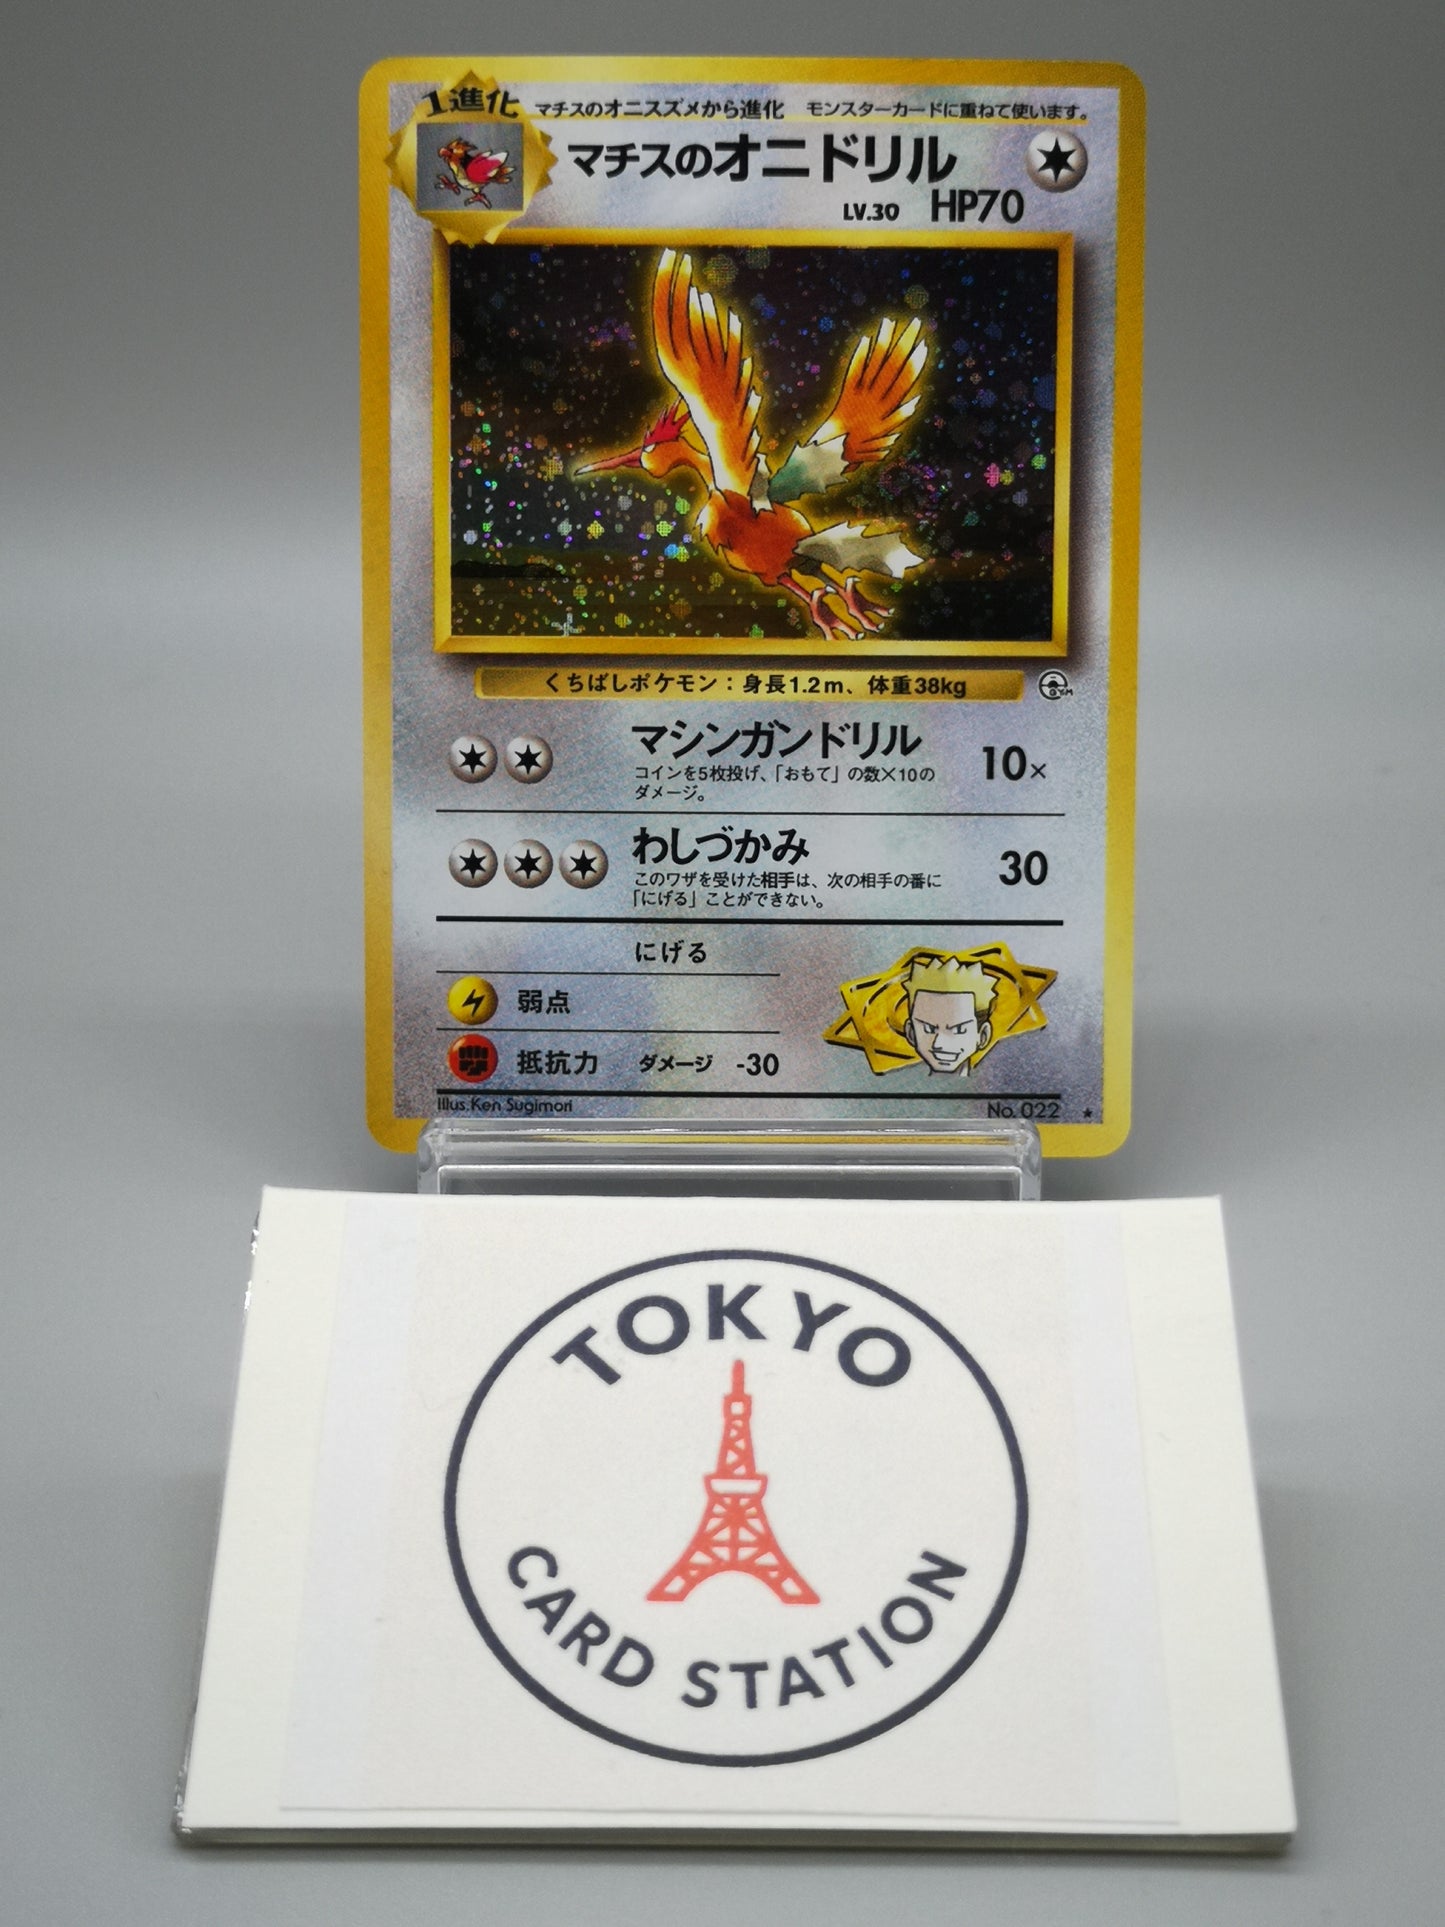 1進化
マチスのオニスズメから進化 モンスターカードに重ねて使います。
マチスのオニドリル
LV.30 HP70
くちばしポケモン：身長1.2m、体重38kg
GYM
マシンガンドリル
10×
コインを5枚投げ、「おもて」の数×10の
ダメージ。
わしづかみ
30
このワザを受けた相手は、次の相手の番に
「にげる」ことができない。
にげる
弱点
抵抗力 ダメージ -30
Illus.Ken Sugimori
No.022 ★
TOKYO
CARD STATION